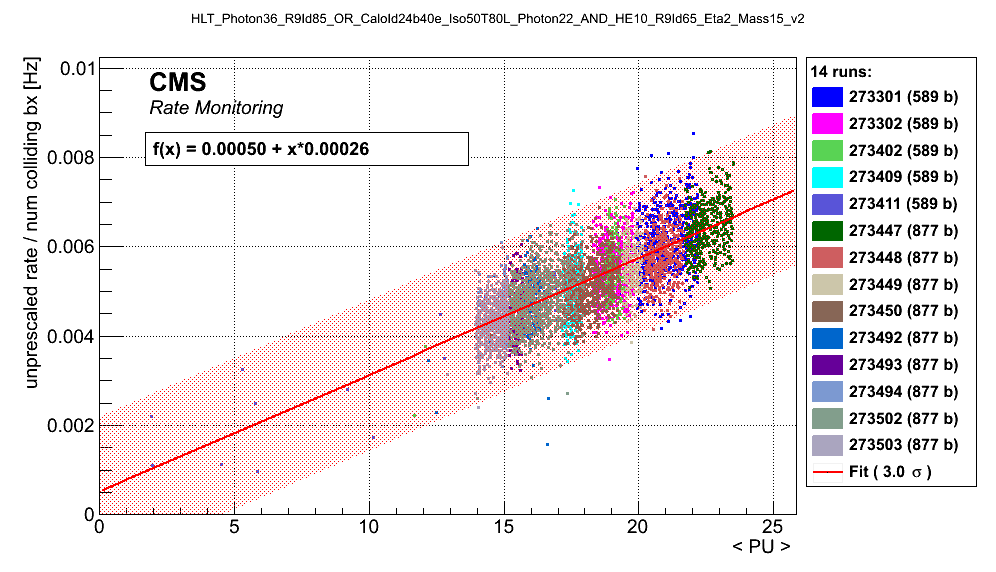 HLT_Photon36_R9Id85_OR_CaloId24b40e_Iso50T80L_Photon22_AND_HE10_R9Id65_Eta2_Mass15_v2
unprescaled rate / num colliding bx [Hz]
0.01
0.008
0.006
0.004
0.002
0
CMS
Rate Monitoring
f(x) = 0.00050 + x*0.00026
0 5 10 15 20 25
< PU >
14 runs:
273301 (589 b)
273302 (589 b)
273402 (589 b)
273409 (589 b)
273411 (589 b)
273447 (877 b)
273448 (877 b)
273449 (877 b)
273450 (877 b)
273492 (877 b)
273493 (877 b)
273494 (877 b)
273502 (877 b)
273503 (877 b)
Fit ( 3.0 σ )